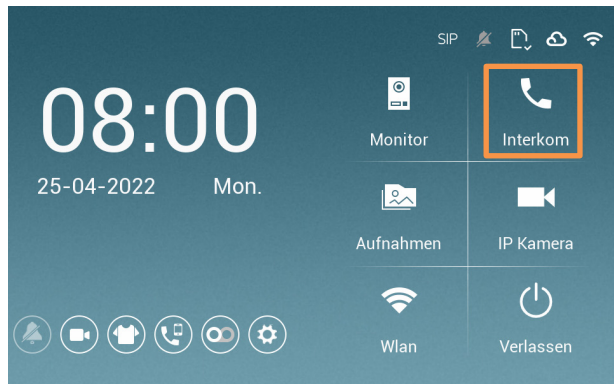 SIP
08:00
25-04-2022 Mon.
Monitor
Interkom
Aufnahmen
IP Kamera
Wlan
Verlassen